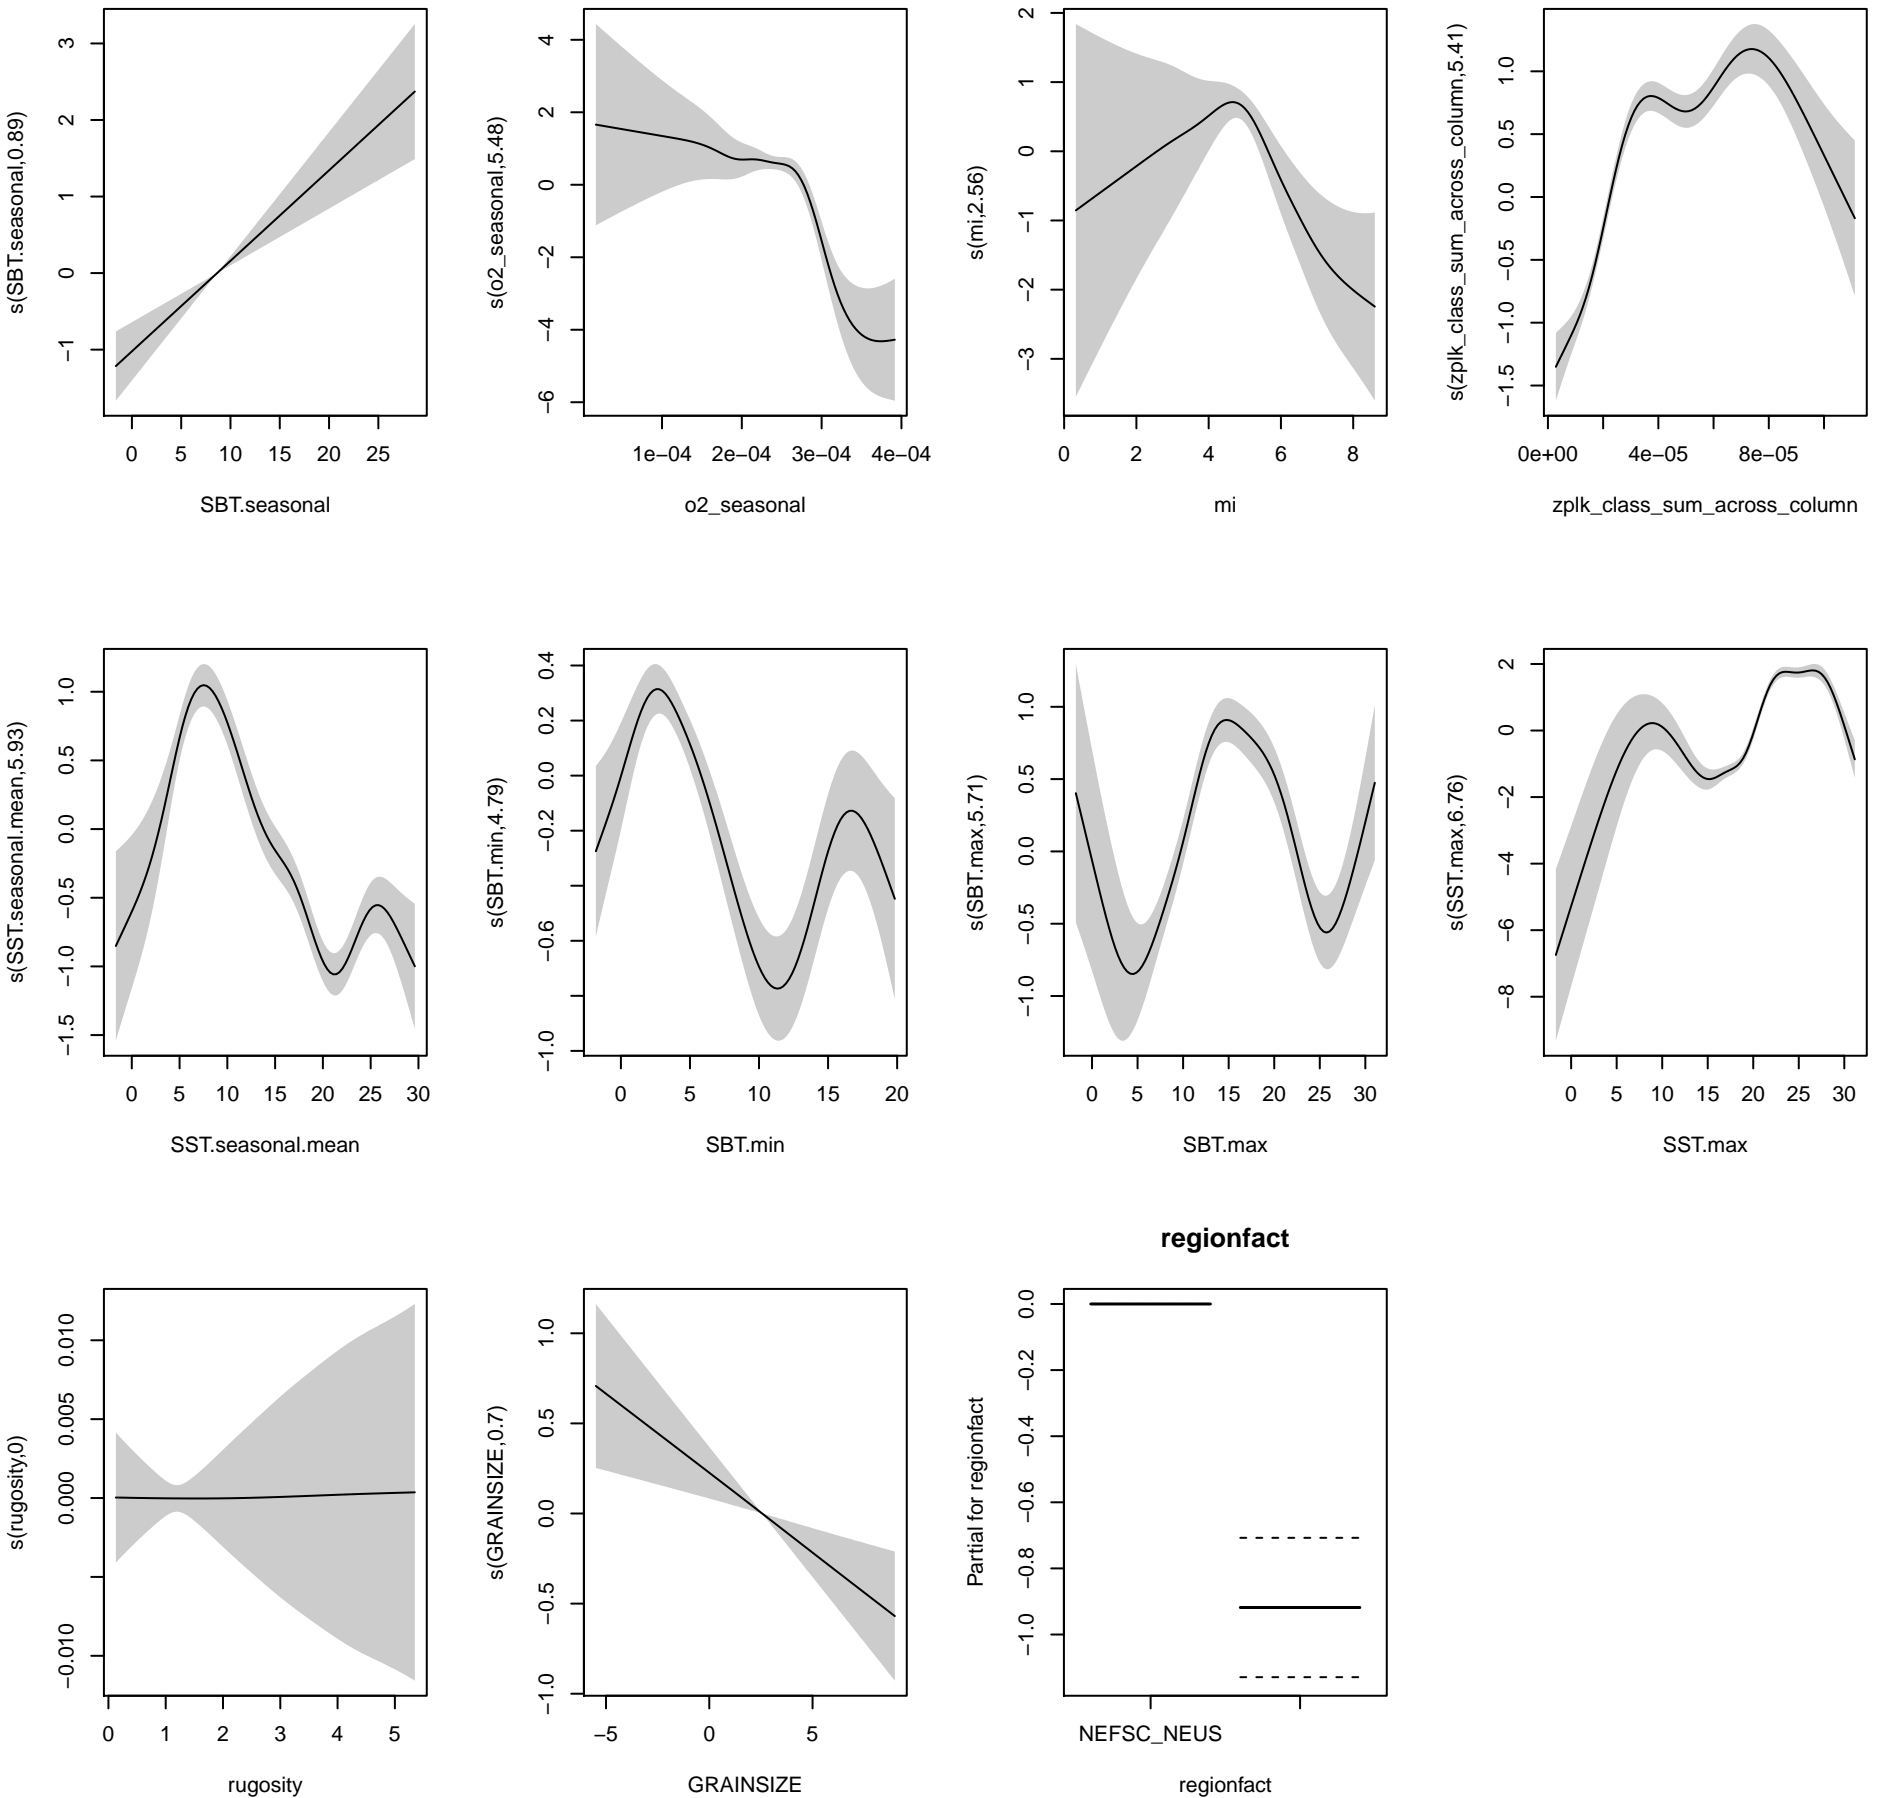 s(SBT.seasonal,0.89)
3
2
1
0
−1
0 5 10 15 20 25
SBT.seasonal
s(o2_seasonal,5.48)
4
2
0
−2
−4
−6
1e−04 2e−04 3e−04 4e−04
o2_seasonal
s(mi,2.56)
2
1
0
−1
−2
−3
0 2 4 6 8
mi
s(zplk_class_sum_across_column,5.41)
1.0
0.5
0.0
−0.5
−1.0
−1.5
0e+00 4e−05 8e−05
zplk_class_sum_across_column
s(SST.seasonal.mean,5.93)
1.0
0.5
0.0
−0.5
−1.0
−1.5
0 5 10 15 20 25 30
SST.seasonal.mean
s(SBT.min,4.79)
0.4
0.2
0.0
−0.2
−0.6
−1.0
0 5 10 15 20
SBT.min
s(SBT.max,5.71)
1.0
0.5
0.0
−0.5
−1.0
0 5 10 15 20 25 30
SBT.max
s(SST.max,6.76)
2
0
−2
−4
−6
−8
0 5 10 15 20 25 30
SST.max
s(rugosity,0)
0.010
0.005
0.000
−0.010
0 1 2 3 4 5
rugosity
s(GRAINSIZE,0.7)
1.0
0.5
0.0
−0.5
−1.0
−5 0 5
GRAINSIZE
regionfact
Partial for regionfact
0.0
−0.2
−0.4
−0.6
−0.8
−1.0
NEFSC_NEUS
regionfact